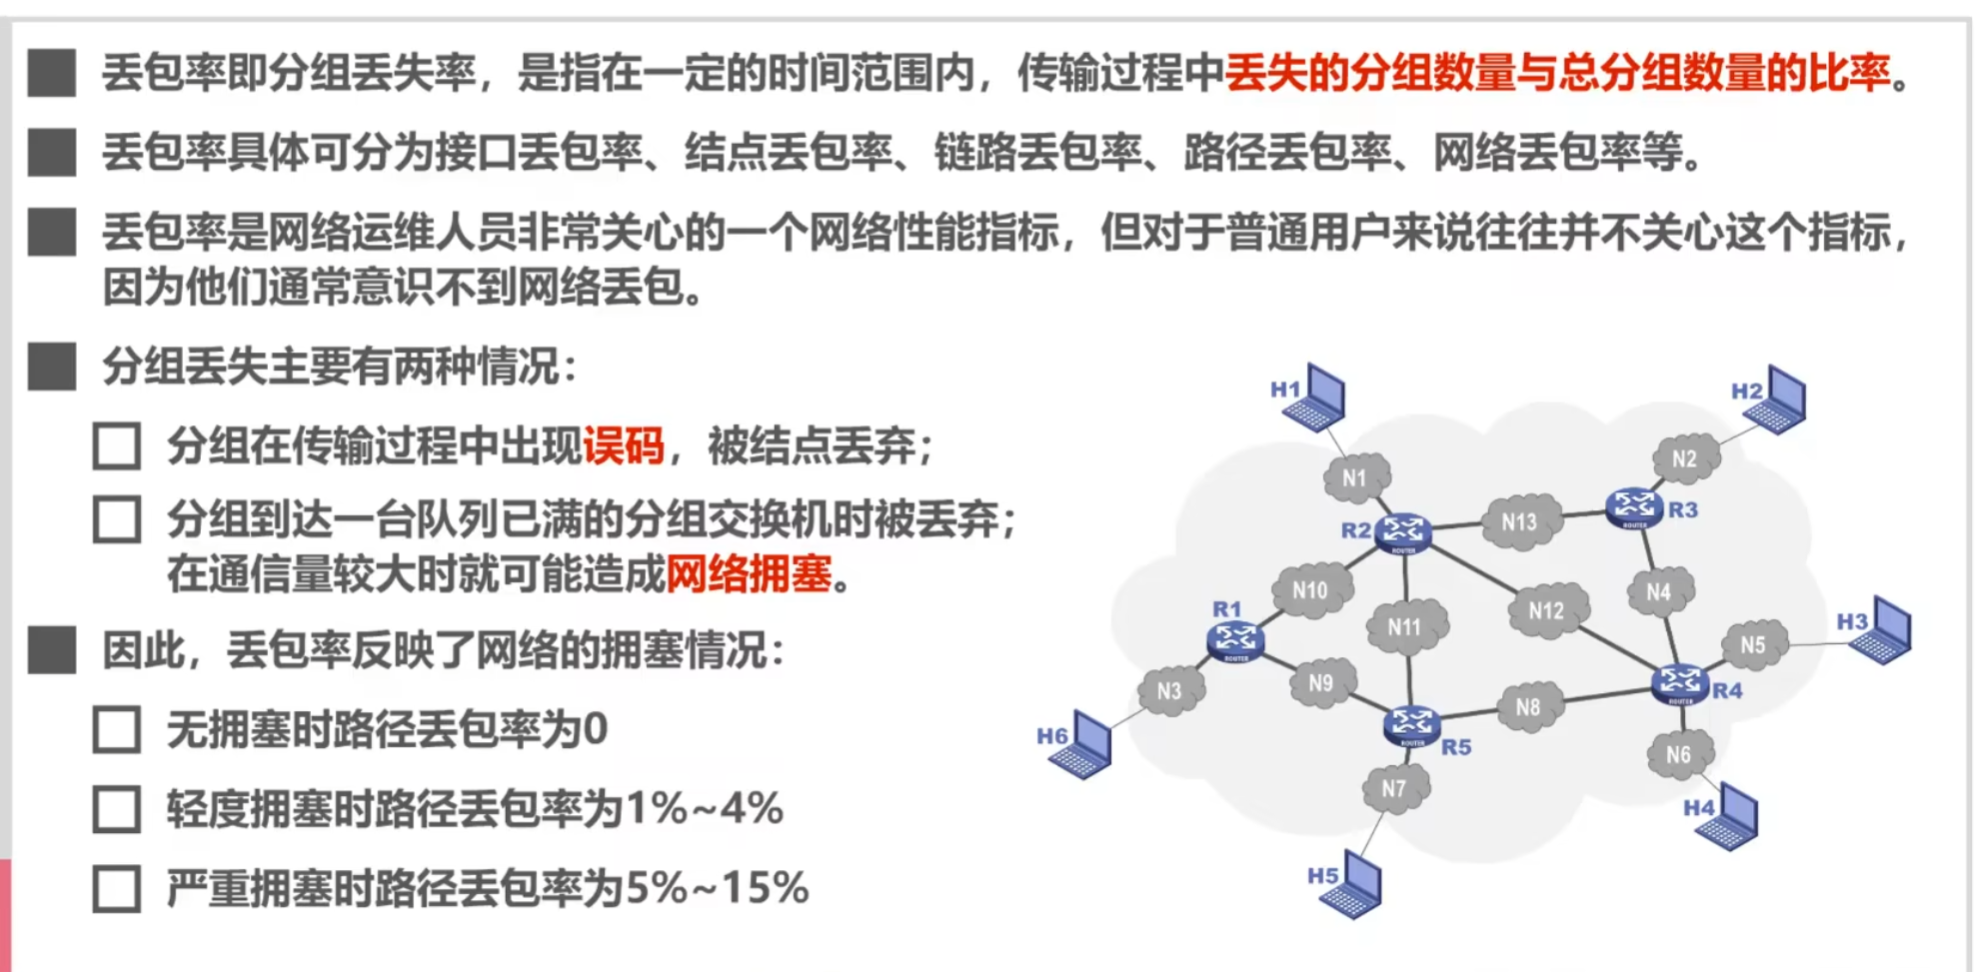 丢包率即分组丢失率，是指在一定的时间范围内，传输过程中丢失的分组数量与总分组数量的比率。
丢包率具体可分为接口丢包率、结点丢包率、链路丢包率、路径丢包率、网络丢包率等。
丢包率是网络运维人员非常关心的一个网络性能指标，但对于普通用户来说往往并不关心这个指标，
因为他们通常意识不到网络丢包。
分组丢失主要有两种情况：
分组在传输过程中出现误码，被结点丢弃；
分组到达一台队列已满的分组交换机时被丢弃；
在通信量较大时就可能造成网络拥塞。
因此，丢包率反映了网络的拥塞情况：
无拥塞时路径丢包率为0
轻度拥塞时路径丢包率为1%~4%
严重拥塞时路径丢包率为5%~15%
H1
H2
N1
N2
R2
ROUTER
N13
R3
ROUTER
N10
N12
N4
R1
ROUTER
N11
H3
N5
N3
N9
N8
R4
ROUTER
H6
R5
ROUTER
N6
N7
H4
H5